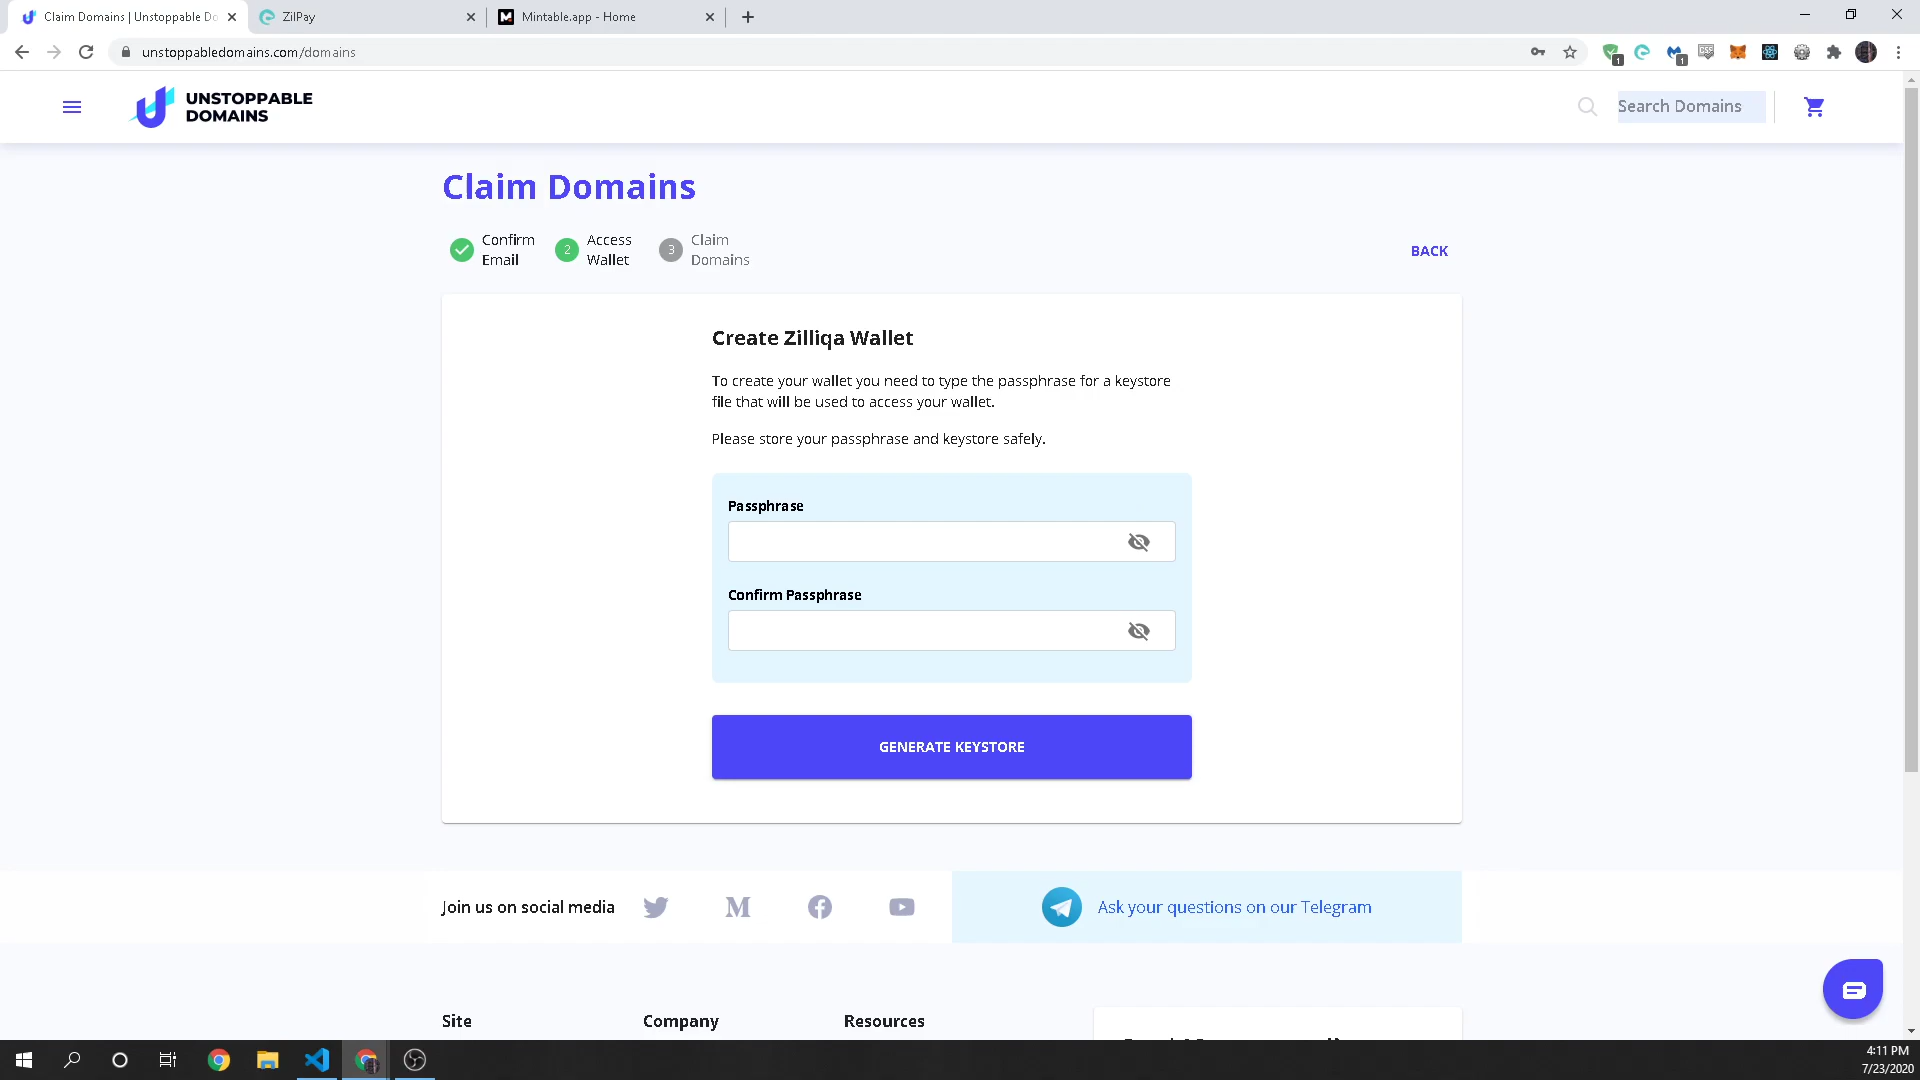 Claim Domains | Unstoppable Do
ZilPay
Mintable.app - Home
unstoppabledomains.com/domains
1
1
CSS
UNSTOPPABLE
DOMAINS
Search Domains
Claim Domains
Confirm
Email
2
Access
Wallet
3
Claim
Domains
BACK
Create Zilliqa Wallet
To create your wallet you need to type the passphrase for a keystore
file that will be used to access your wallet.
Please store your passphrase and keystore safely.
Passphrase
Confirm Passphrase
GENERATE KEYSTORE
Join us on social media
Ask your questions on our Telegram
Site
Company
Resources
4:11 PM
7/23/2020